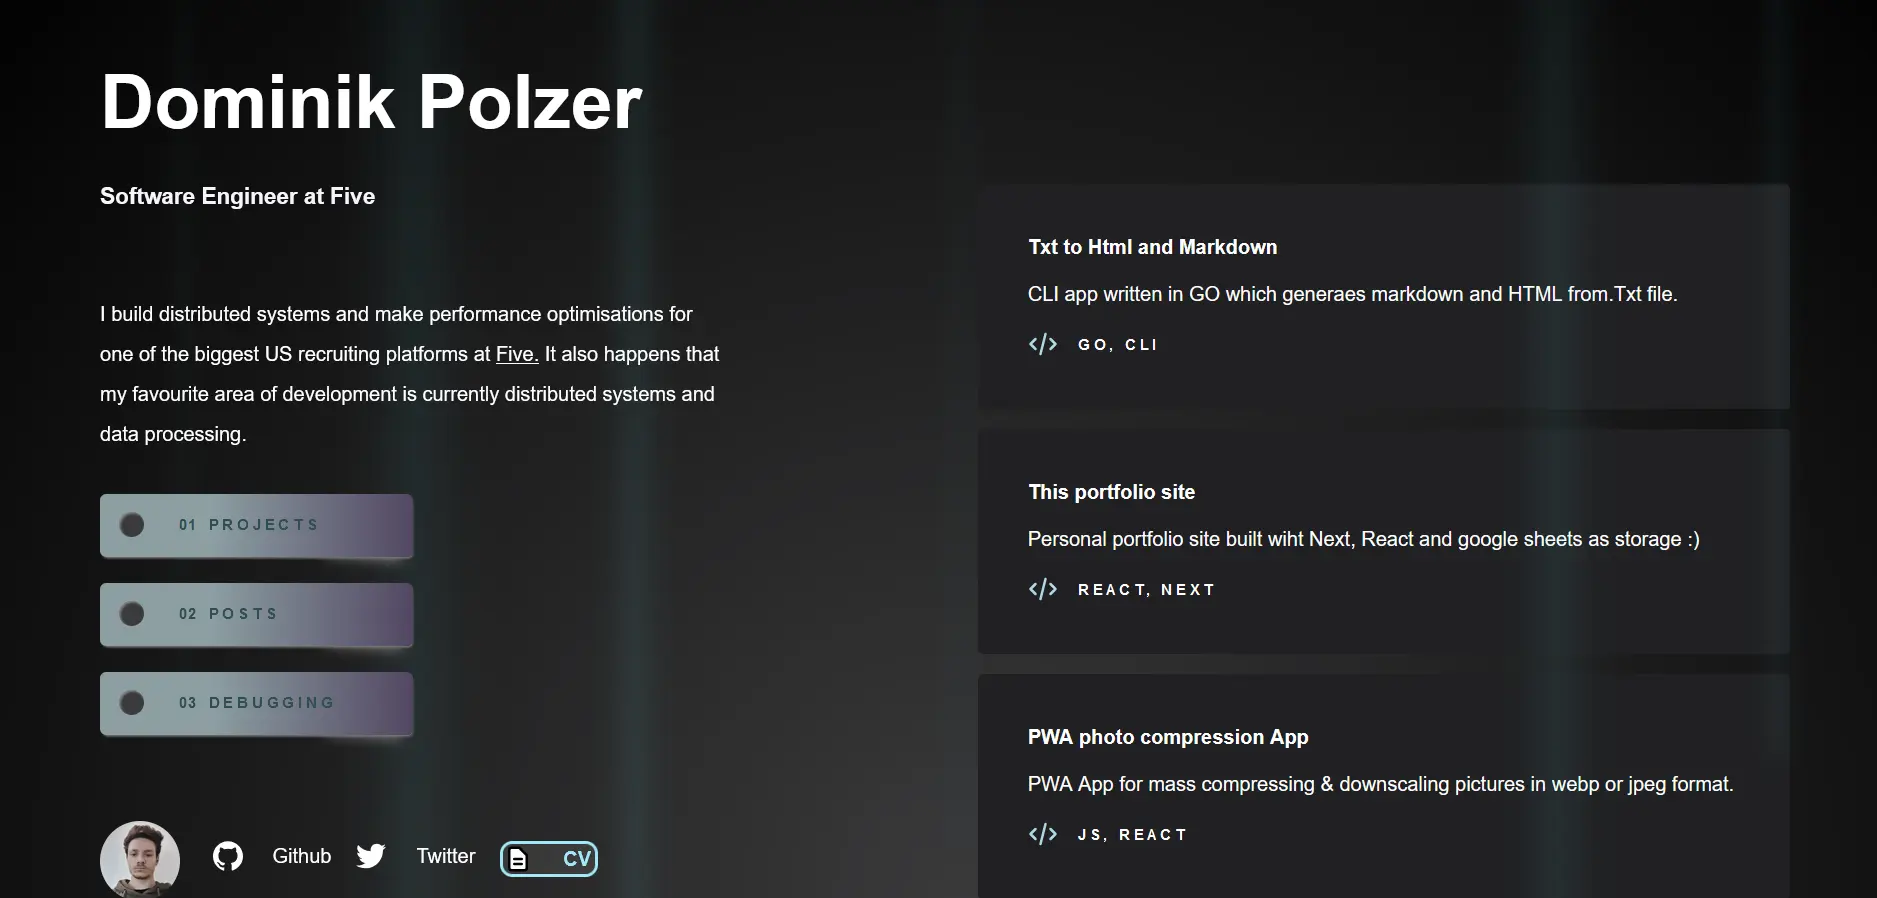 Dominik Polzer
Software Engineer at Five
I build distributed systems and make performance optimisations for
one of the biggest US recruiting platforms at Five. It also happens that
my favourite area of development is currently distributed systems and
data processing.
01 PROJECTS
02 POSTS
03 DEBUGGING
Github
Twitter
CV
Txt to Html and Markdown
CLI app written in GO which generaes markdown and HTML from.Txt file.
</> GO, CLI
This portfolio site
Personal portfolio site built wiht Next, React and google sheets as storage :)
</> REACT, NEXT
PWA photo compression App
PWA App for mass compressing & downscaling pictures in webp or jpeg format.
</> JS, REACT